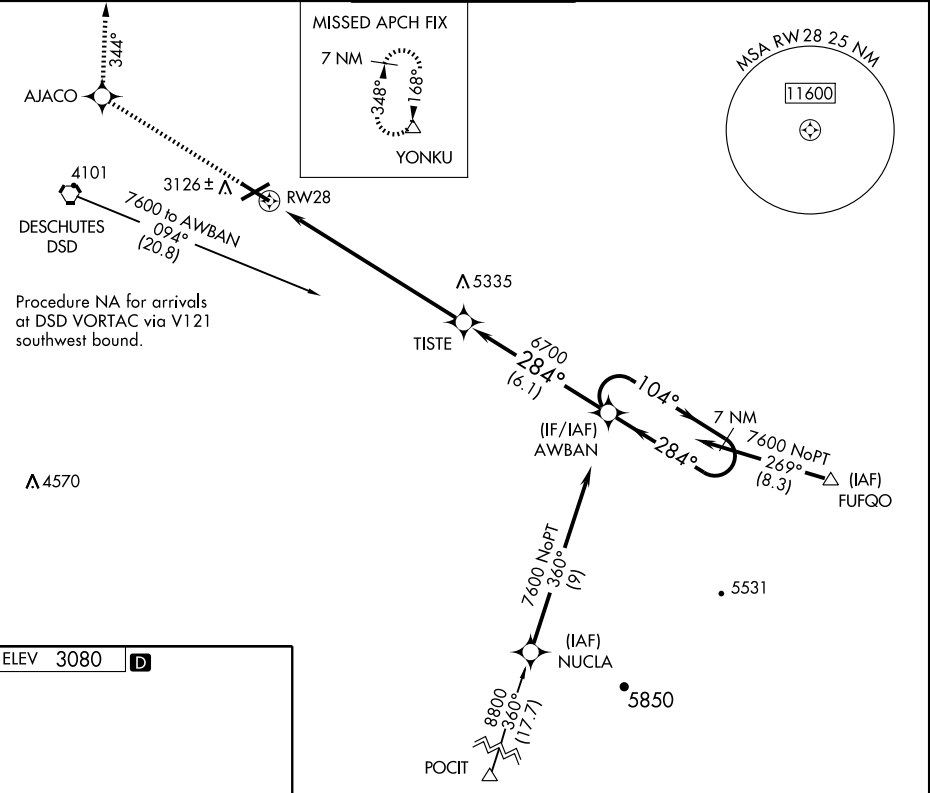 344°
AJACO
MISSED APCH FIX
7 NM
348°
168°
YONKU
MSA RW 28 25 NM
11600
4101
3126 ±
RW28
DESCHUTES
DSD
7600 to AWBAN
094°
(20.8)
Procedure NA for arrivals
at DSD VORTAC via V121
southwest bound.
5335
TISTE
6700
284°
(6.1)
104°
7 NM
284°
(IF/IAF)
AWBAN
7600 NoPT
269°
(8.3)
(IAF)
FUFQO
4570
7600 NoPT
360°
(9)
5531
(IAF)
NUCLA
5850
8800
360°
(17.7)
POCIT
ELEV 3080 D